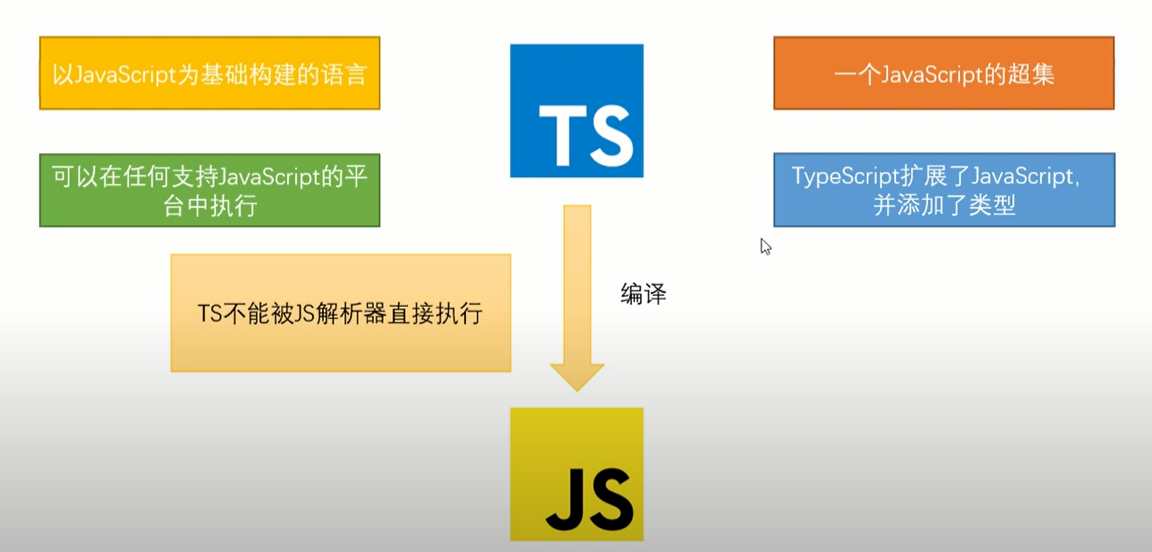 以JavaScript为基础构建的语言
TS
一个JavaScript的超集
可以在任何支持JavaScript的平
台中执行
TypeScript扩展了JavaScript,
并添加了类型
TS不能被JS解析器直接执行
编译
JS